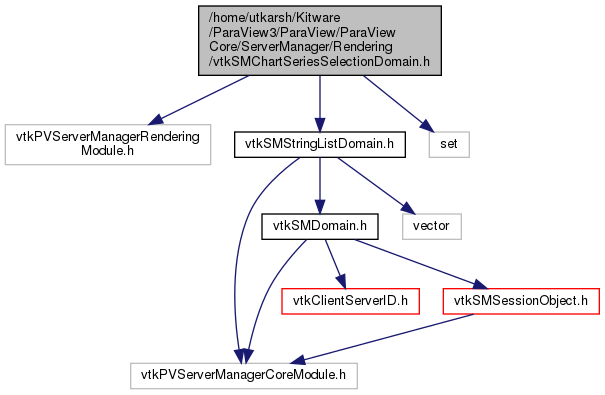 /home/utkarsh/Kitware
/ParaView3/ParaView/ParaView
Core/ServerManager/Rendering
/vtkSMChartSeriesSelectionDomain.h
vtkPVServerManagerRendering
Module.h
vtkSMStringListDomain.h
set
vtkSMDomain.h
vector
vtkClientServerID.h
vtkSMSessionObject.h
vtkPVServerManagerCoreModule.h